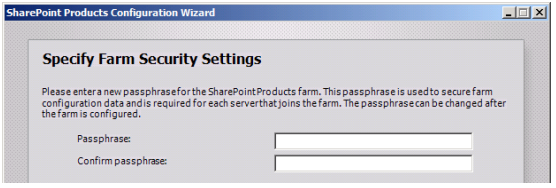 SharePoint Products Configuration Wizard
Specify Farm Security Settings
Please enter a new passphrase for the SharePoint Products farm. This passphrase is used to secure farm
configuration data and is required for each server that joins the farm. The passphrase can be changed after
the farm is configured.
Passphrase:
Confirm passphrase: